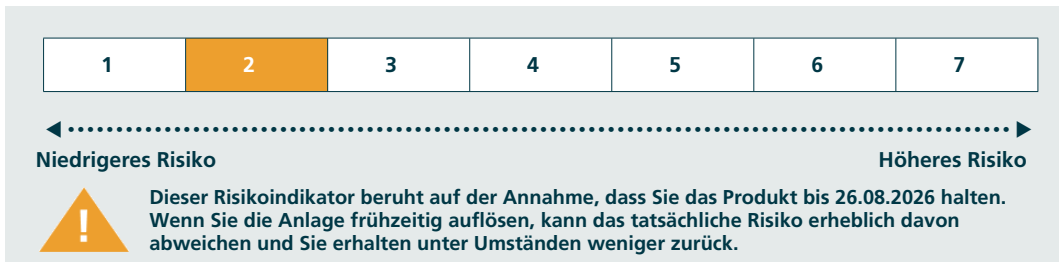 1 2 3 4 5 6 7
Niedrigeres Risiko Höheres Risiko
!
Dieser Risikoindikator beruht auf der Annahme, dass Sie das Produkt bis 26.08.2026 halten.
Wenn Sie die Anlage frühzeitig auflösen, kann das tatsächliche Risiko erheblich davon
abweichen und Sie erhalten unter Umständen weniger zurück.